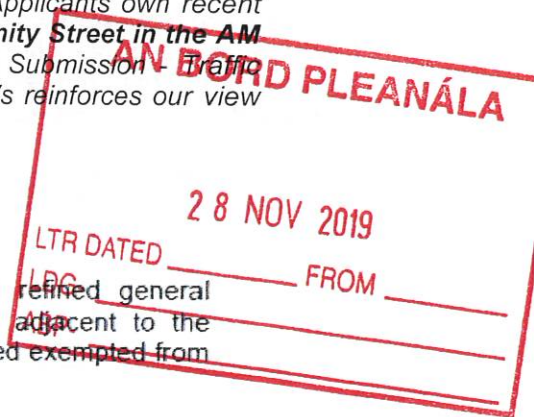 Applicants own recent
nity Street in the AM
Submission - Traffic
's reinforces our view
AN BORD PLEANÁLA
28 NOV 2019
LTR DATED FROM
LDG
ABP
refined general
adjacent to the
ed exempted from